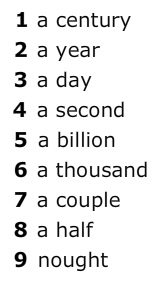 1 a century
2 a year
3 a day
4 a second
5 a billion
6 a thousand
7 a couple
8 a half
9 nought